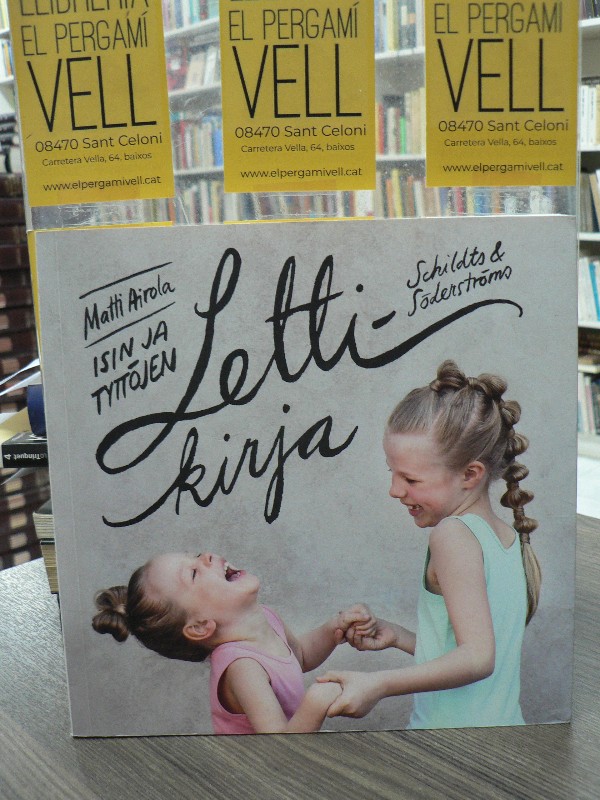 LLIBRERIA
EL PERGAMÍ
VELL
08470 Sant Celoni
Carretera Vella, 64, baixos
www.elpergamivell.cat
EL PERGAMÍ
VELL
08470 Sant Celoni
Carretera Vella, 64, baixos
www.elpergamivell.cat
EL PERGAMÍ
VELL
08470 Sant Celoni
Carretera Vella, 64, baixos
www.elpergamivell.cat
Matti Airola
ISIN JA
TYTTÖJEN
Letti-
kirja
Schildts &
Söderströms